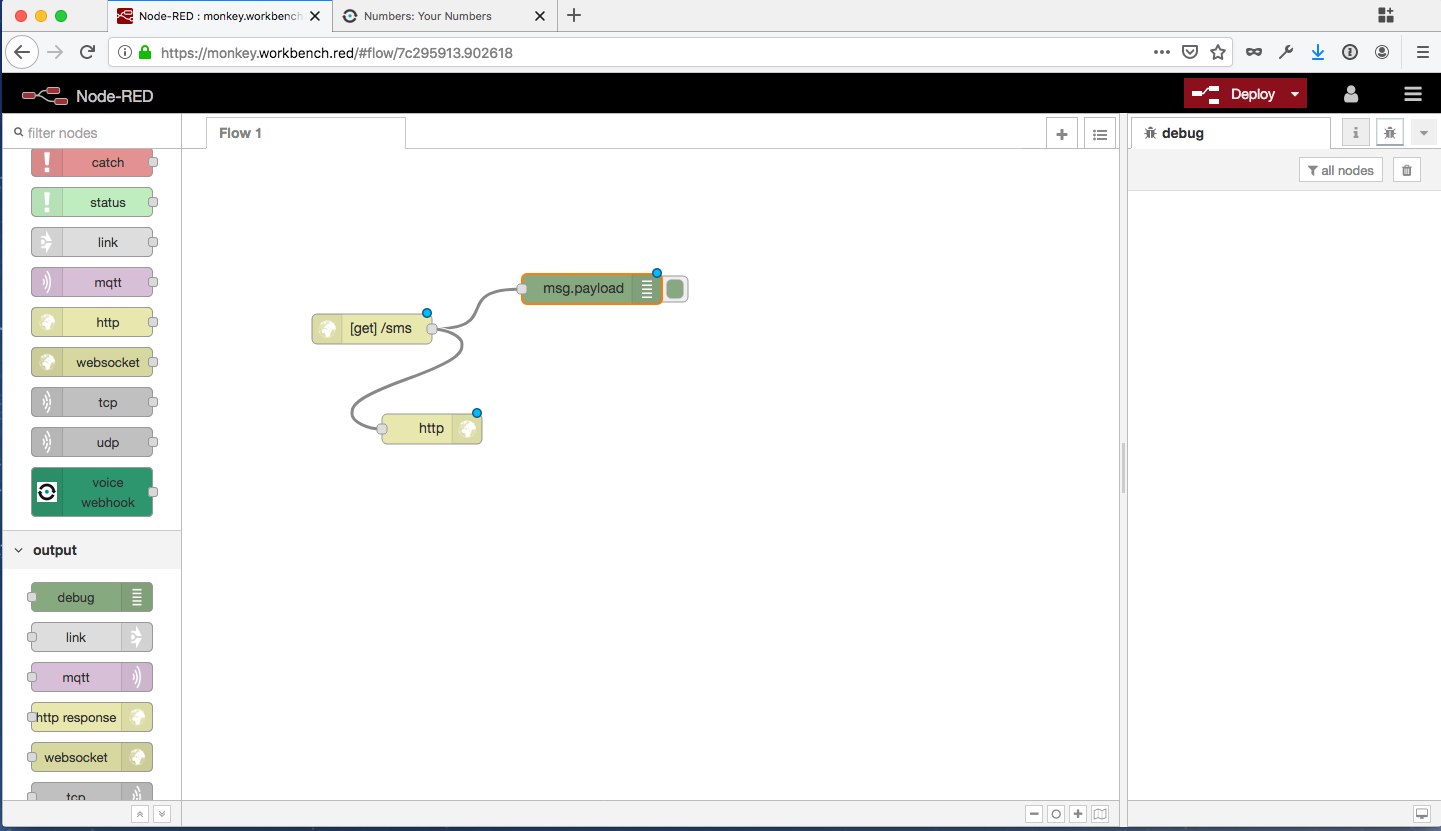 Node-RED : monkey.workbench
Numbers: Your Numbers
https://monkey.workbench.red/#flow/7c295913.902618
Node-RED
Deploy
filter nodes
Flow 1
debug
i
all nodes
catch
status
link
mqtt
http
websocket
tcp
udp
voice
webhook
output
debug
link
mqtt
http response
websocket
tcp
msg.payload
[get] /sms
http